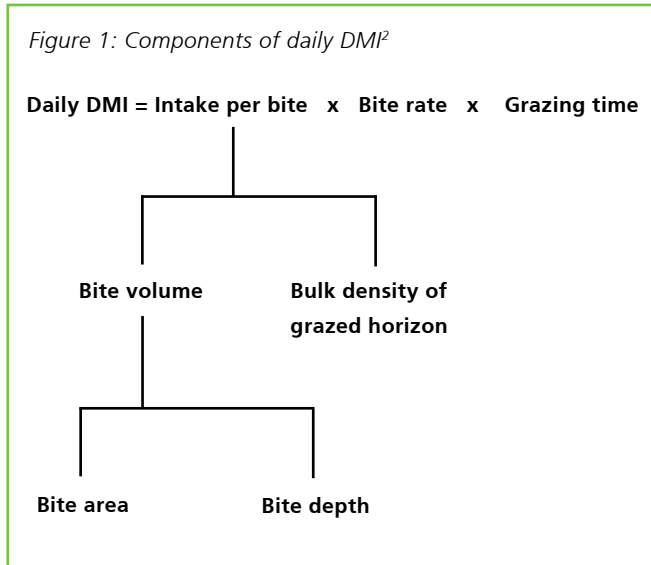 Figure 1: Components of daily DMI²
Daily DMI = Intake per bite x Bite rate x Grazing time
Bite volume
Bulk density of
grazed horizon
Bite area
Bite depth